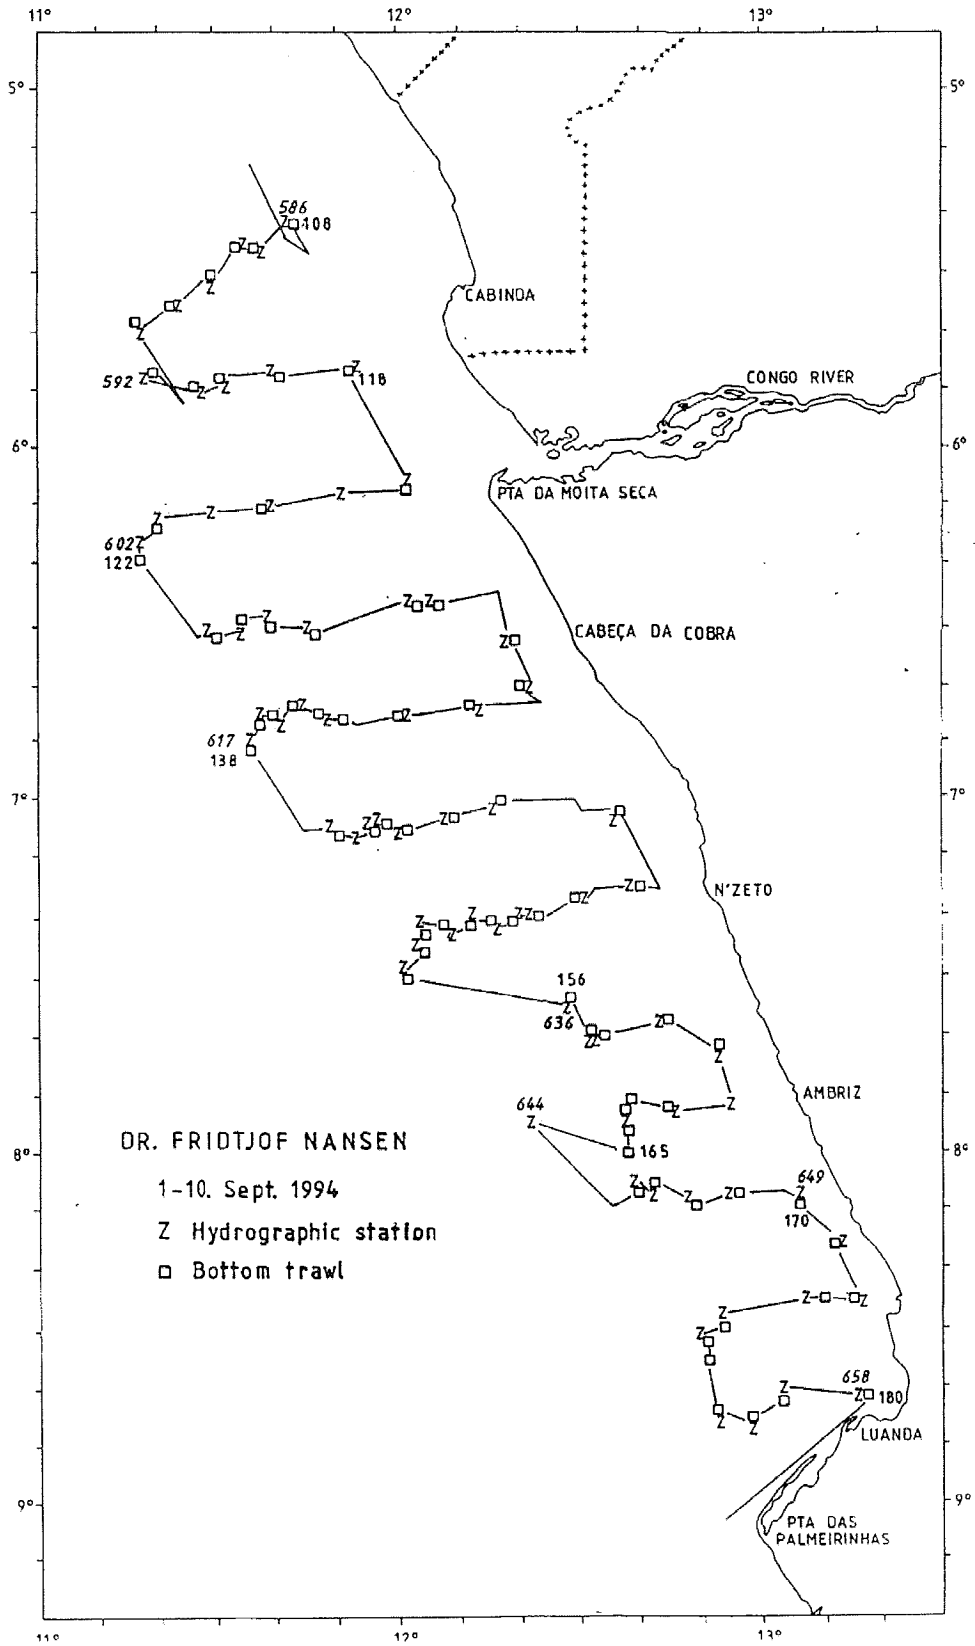 11° 12° 13°
5° 5°
586
108
CABINDA
592
118
CONGO RIVER
6° 6°
PTA DA MOITA SECA
602
122
CABEÇA DA COBRA
617
138
7° 7°
N'ZETO
156
636
644
AMBRIZ
DR. FRIDTJOF NANSEN
165
8° 8°
1-10. Sept. 1994
649
170
Z Hydrographic station
Bottom trawl
658
180
LUANDA
9° 9°
PTA DAS
PALMEIRINHAS
11° 12° 13°